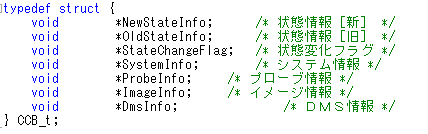 typedef struct {
void *NewStateInfo; /* 状態情報［新］ */
void *OldStateInfo; /* 状態情報［旧］ */
void *StateChangeFlag; /* 状態変化フラグ */
void *SystemInfo; /* システム情報 */
void *ProbeInfo; /* プローブ情報 */
void *ImageInfo; /* イメージ情報 */
void *DmsInfo; /* ＤＭＳ情報 */
} CCB_t;